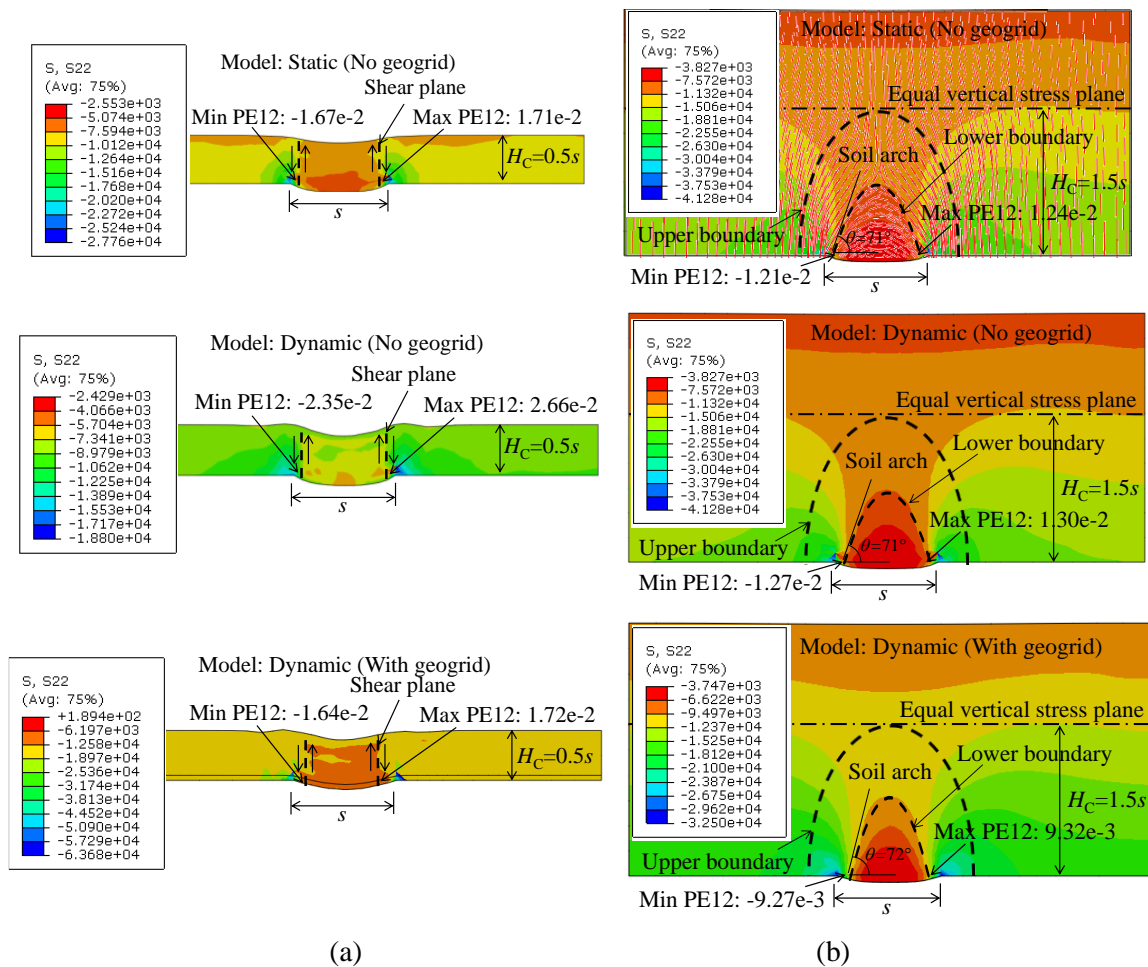 S, S22
(Avg: 75%)
-2.553e+03
-5.074e+03
-7.594e+03
-1.012e+04
-1.264e+04
-1.516e+04
-1.768e+04
-2.020e+04
-2.272e+04
-2.524e+04
-2.776e+04
Model: Static (No geogrid)
Shear plane
Min PE12: -1.67e-2
Max PE12: 1.71e-2
HC=0.5s
s
S, S22
(Avg: 75%)
-2.429e+03
-4.066e+03
-5.704e+03
-7.341e+03
-8.979e+03
-1.062e+04
-1.225e+04
-1.389e+04
-1.553e+04
-1.717e+04
-1.880e+04
Model: Dynamic (No geogrid)
Shear plane
Min PE12: -2.35e-2
Max PE12: 2.66e-2
HC=0.5s
s
S, S22
(Avg: 75%)
+1.894e+02
-6.197e+03
-1.258e+04
-1.897e+04
-2.536e+04
-3.174e+04
-3.813e+04
-4.452e+04
-5.090e+04
-5.729e+04
-6.368e+04
Model: Dynamic (With geogrid)
Shear plane
Min PE12: -1.64e-2
Max PE12: 1.72e-2
HC=0.5s
s
(a)
S, S22
(Avg: 75%)
-3.827e+03
-7.572e+03
-1.132e+04
-1.506e+04
-1.881e+04
-2.255e+04
-2.630e+04
-3.004e+04
-3.379e+04
-3.753e+04
-4.128e+04
Model: Static (No geogrid)
Equal vertical stress plane
Lower boundary
Soil arch
HC=1.5s
Max PE12: 1.24e-2
Upper boundary
θ=71°
Min PE12: -1.21e-2
s
S, S22
(Avg: 75%)
-3.827e+03
-7.572e+03
-1.132e+04
-1.506e+04
-1.881e+04
-2.255e+04
-2.630e+04
-3.004e+04
-3.379e+04
-3.753e+04
-4.128e+04
Model: Dynamic (No geogrid)
Equal vertical stress plane
Lower boundary
Soil arch
HC=1.5s
Max PE12: 1.30e-2
Upper boundary
θ=71°
Min PE12: -1.27e-2
s
S, S22
(Avg: 75%)
-3.747e+03
-6.622e+03
-9.497e+03
-1.237e+04
-1.525e+04
-1.812e+04
-2.100e+04
-2.387e+04
-2.675e+04
-2.962e+04
-3.250e+04
Model: Dynamic (With geogrid)
Equal vertical stress plane
Lower boundary
Soil arch
HC=1.5s
Max PE12: 9.32e-3
Upper boundary
θ=72°
Min PE12: -9.27e-3
s
(b)